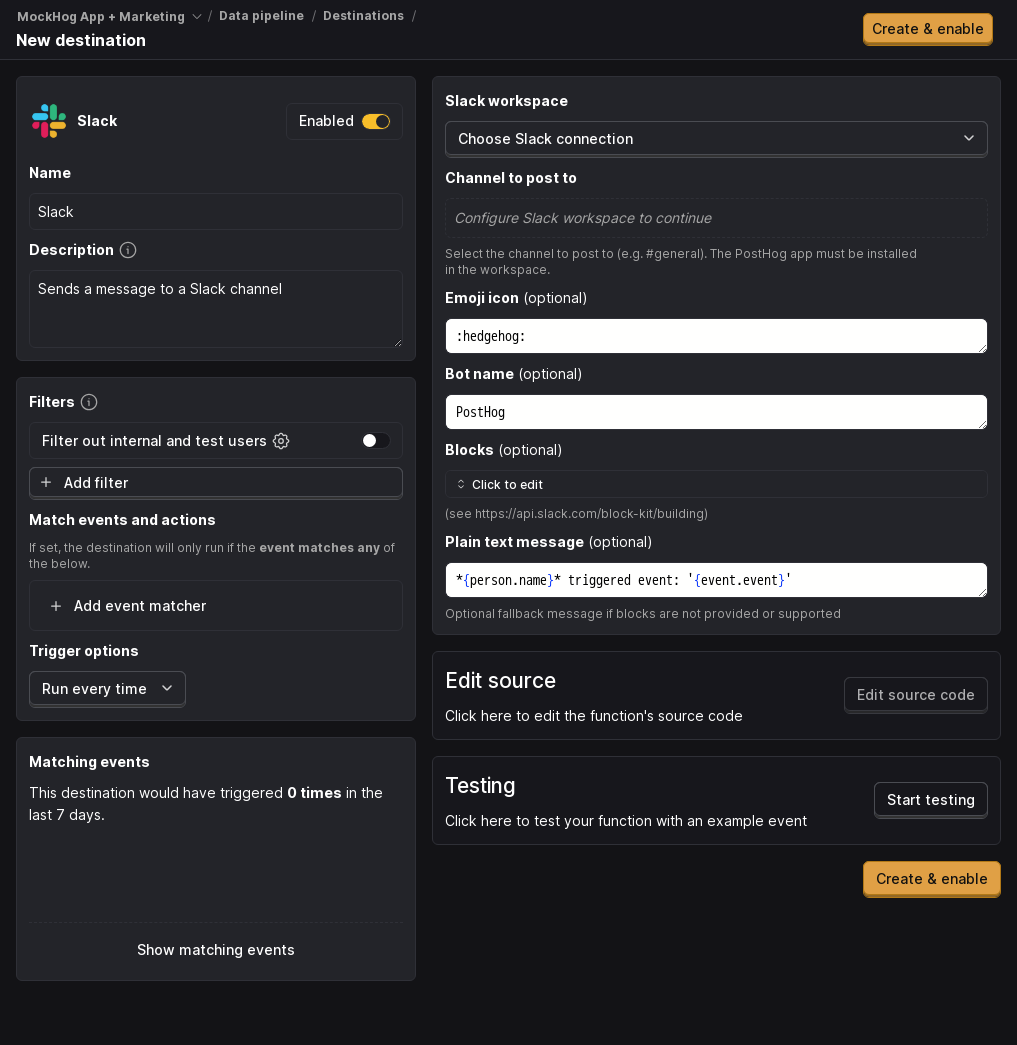 MockHog App + Marketing / Data pipeline / Destinations /
New destination
Create & enable
Slack
Enabled
Name
Slack
Description
Sends a message to a Slack channel
Filters
Filter out internal and test users
Add filter
Match events and actions
If set, the destination will only run if the event matches any of
the below.
Add event matcher
Trigger options
Run every time
Matching events
This destination would have triggered 0 times in the
last 7 days.
Show matching events
Slack workspace
Choose Slack connection
Channel to post to
Configure Slack workspace to continue
Select the channel to post to (e.g. #general). The PostHog app must be installed
in the workspace.
Emoji icon (optional)
:hedgehog:
Bot name (optional)
PostHog
Blocks (optional)
Click to edit
(see https://api.slack.com/block-kit/building)
Plain text message (optional)
*{person.name}* triggered event: '{event.event}'
Optional fallback message if blocks are not provided or supported
Edit source
Click here to edit the function's source code
Edit source code
Testing
Click here to test your function with an example event
Start testing
Create & enable